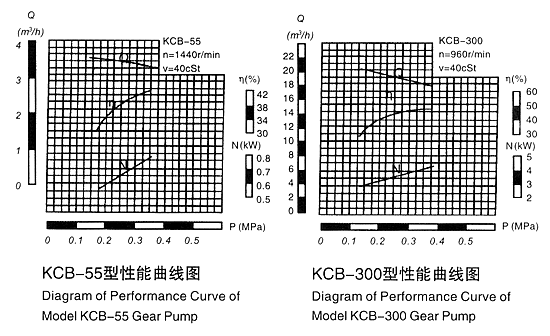 Q
(m³/h)
4
3
2
1
0
KCB-55
n=1440r/min
v=40cSt
Q
η
N
η(%)
42
38
34
30
N(kW)
0.8
0.7
0.6
0.5
0 0.1 0.2 0.3 0.4 0.5 P (MPa)
KCB-55型性能曲线图
Diagram of Performance Curve of
Model KCB-55 Gear Pump
Q
(m³/h)
22
20
18
16
14
12
10
8
6
4
2
0
KCB-300
n=960r/min
v=40cSt
Q
η
N
η(%)
60
50
40
30
N(kW)
5
4
3
2
0 0.1 0.2 0.3 0.4 0.5 P (MPa)
KCB-300型性能曲线图
Diagram of Performance Curve of
Model KCB-300 Gear Pump